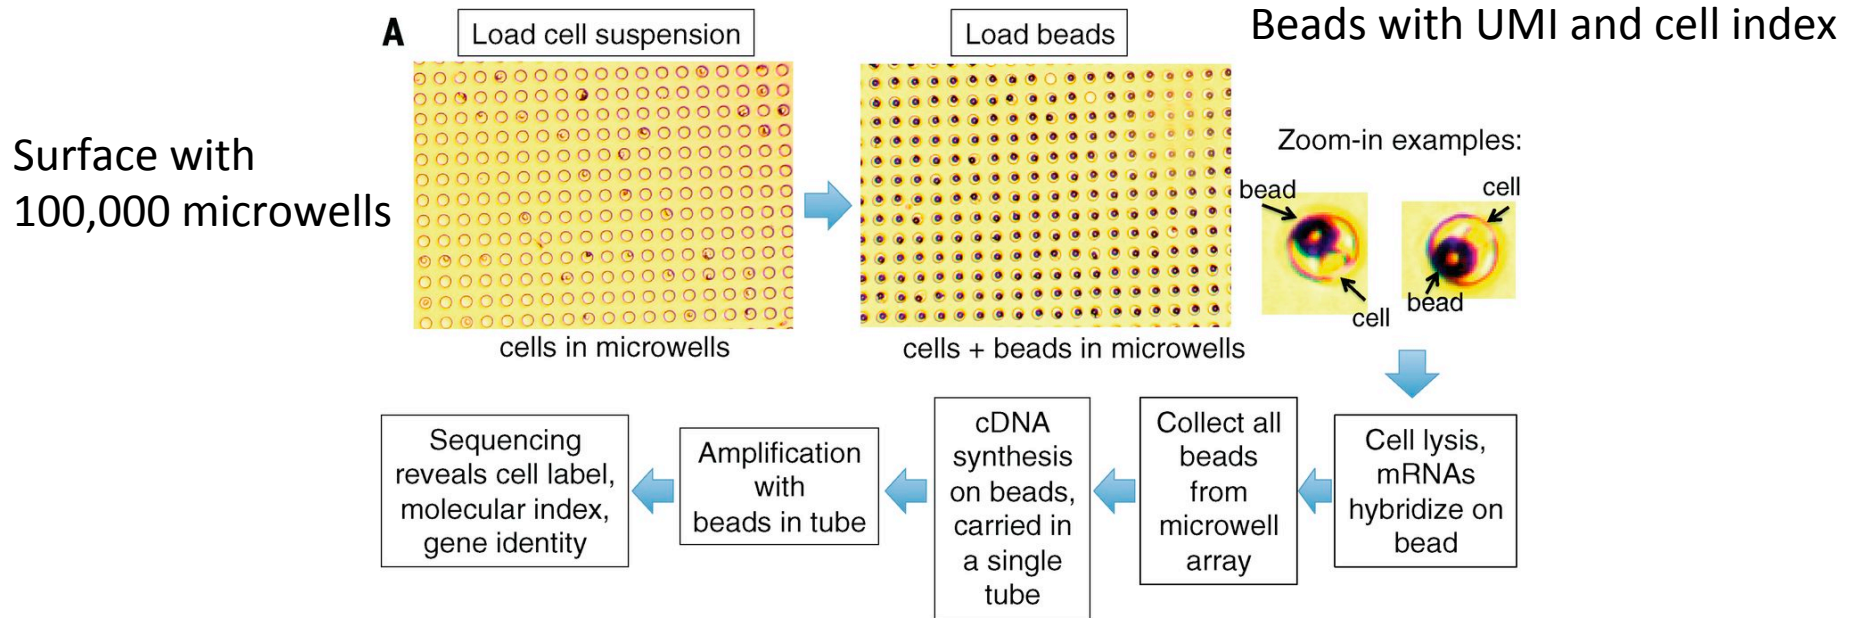 A
Load cell suspension
Load beads
Beads with UMI and cell index
Surface with
100,000 microwells
Zoom-in examples:
bead
cell
cell
bead
cells in microwells
cells + beads in microwells
Cell lysis,
mRNAs
hybridize on
bead
Collect all
beads
from
microwell
array
cDNA
synthesis
on beads,
carried in
a single
tube
Amplification
with
beads in tube
Sequencing
reveals cell label,
molecular index,
gene identity